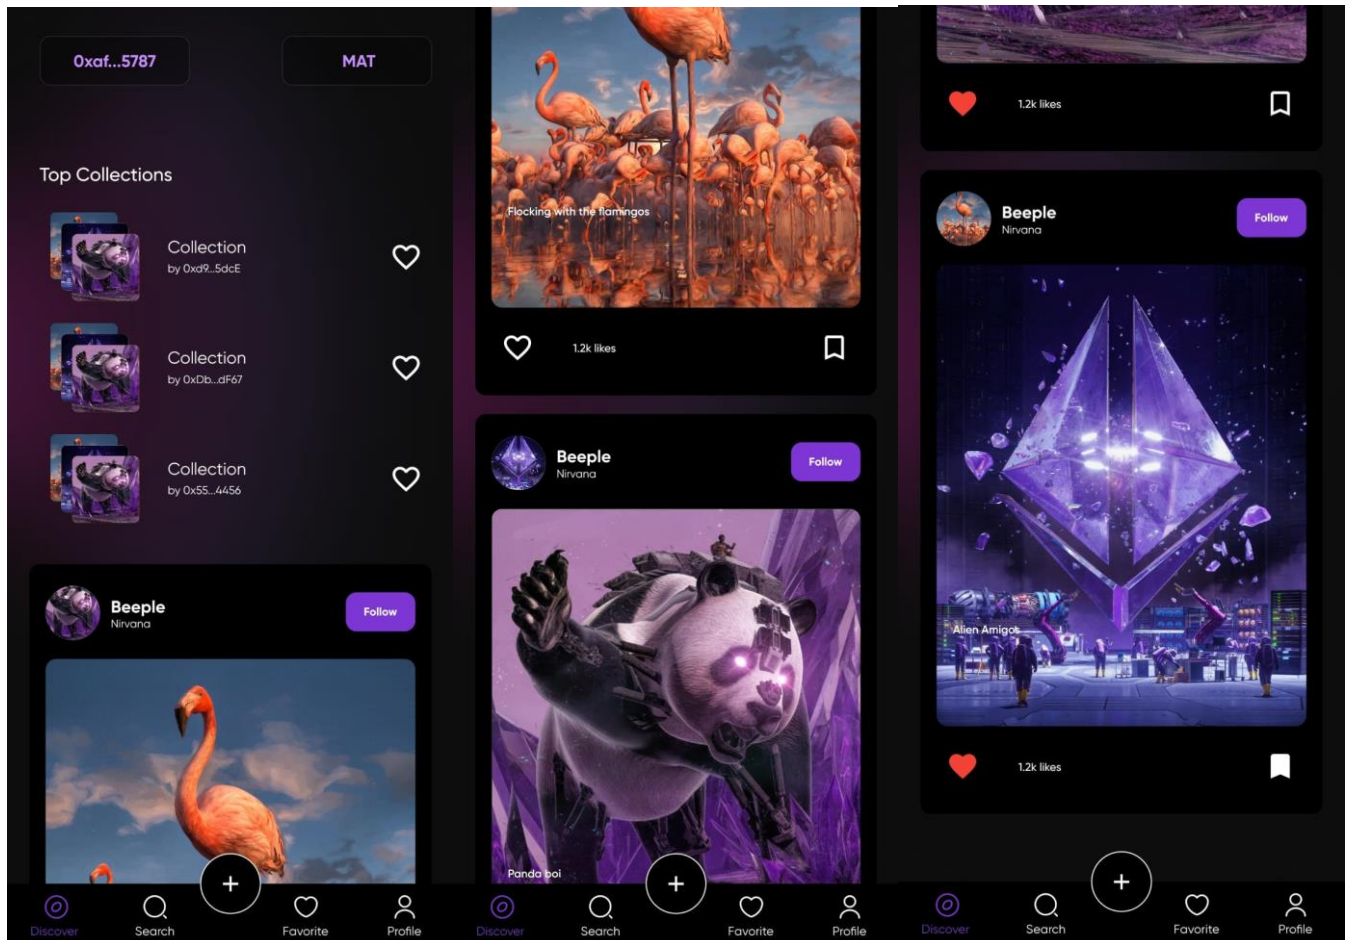 0xaf...5787
MAT
Top Collections
Collection
by 0xd9...5dcE
Collection
by 0xDb...dF67
Collection
by 0x55...4456
Beeple
Nirvana
Follow
+
Discover
Search
Favorite
Profile
Flocking with the flamingos
1.2k likes
Beeple
Nirvana
Follow
Panda boi
+
Discover
Search
Favorite
Profile
1.2k likes
Beeple
Nirvana
Follow
Alien Amigos
1.2k likes
+
Discover
Search
Favorite
Profile